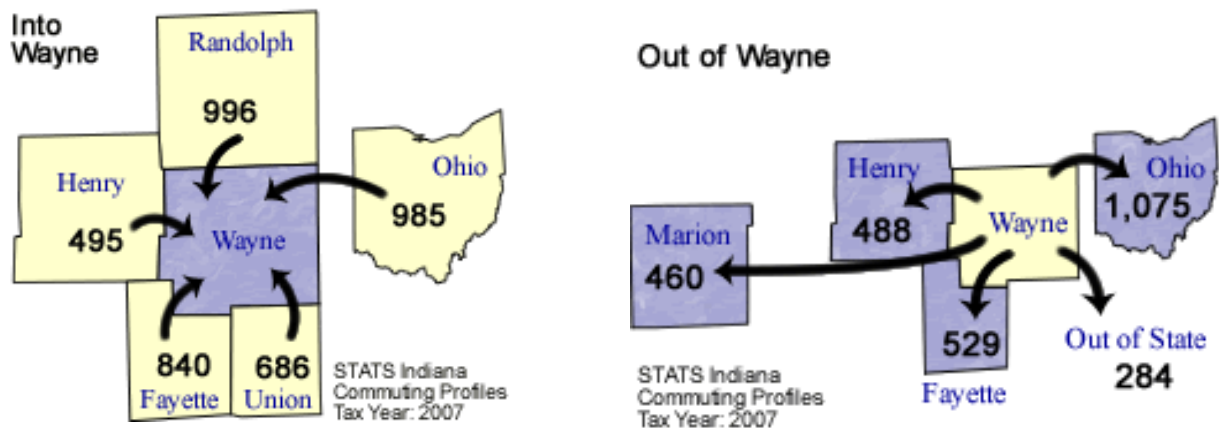 Into
Wayne
Randolph
996
Henry
495
Wayne
Ohio
985
840
Fayette
686
Union
STATS Indiana
Commuting Profiles
Tax Year: 2007
Out of Wayne
Marion
460
Henry
488
Wayne
Ohio
1,075
529
Fayette
Out of State
284
STATS Indiana
Commuting Profiles
Tax Year: 2007